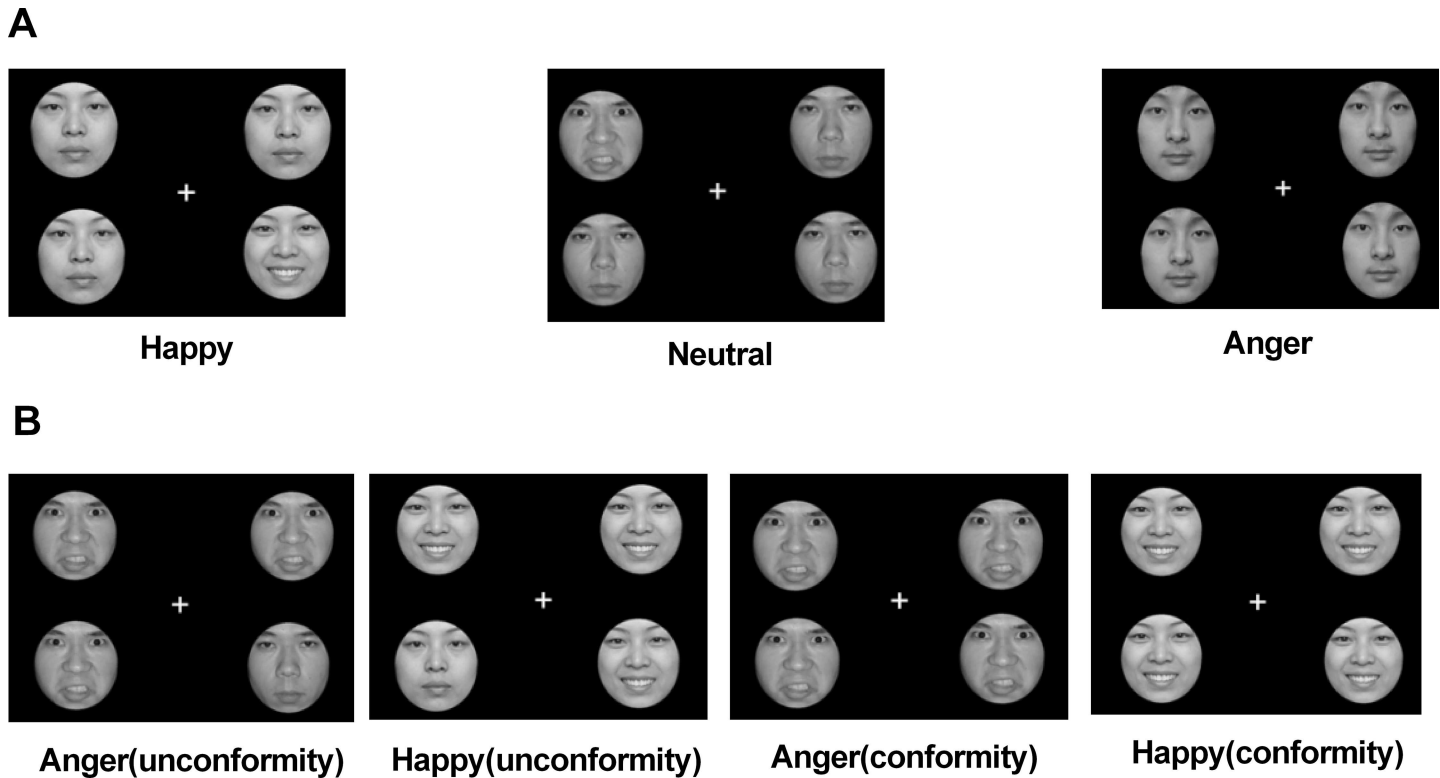 A
Happy
Neutral
Anger
B
Anger(unconformity)
Happy(unconformity)
Anger(conformity)
Happy(conformity)